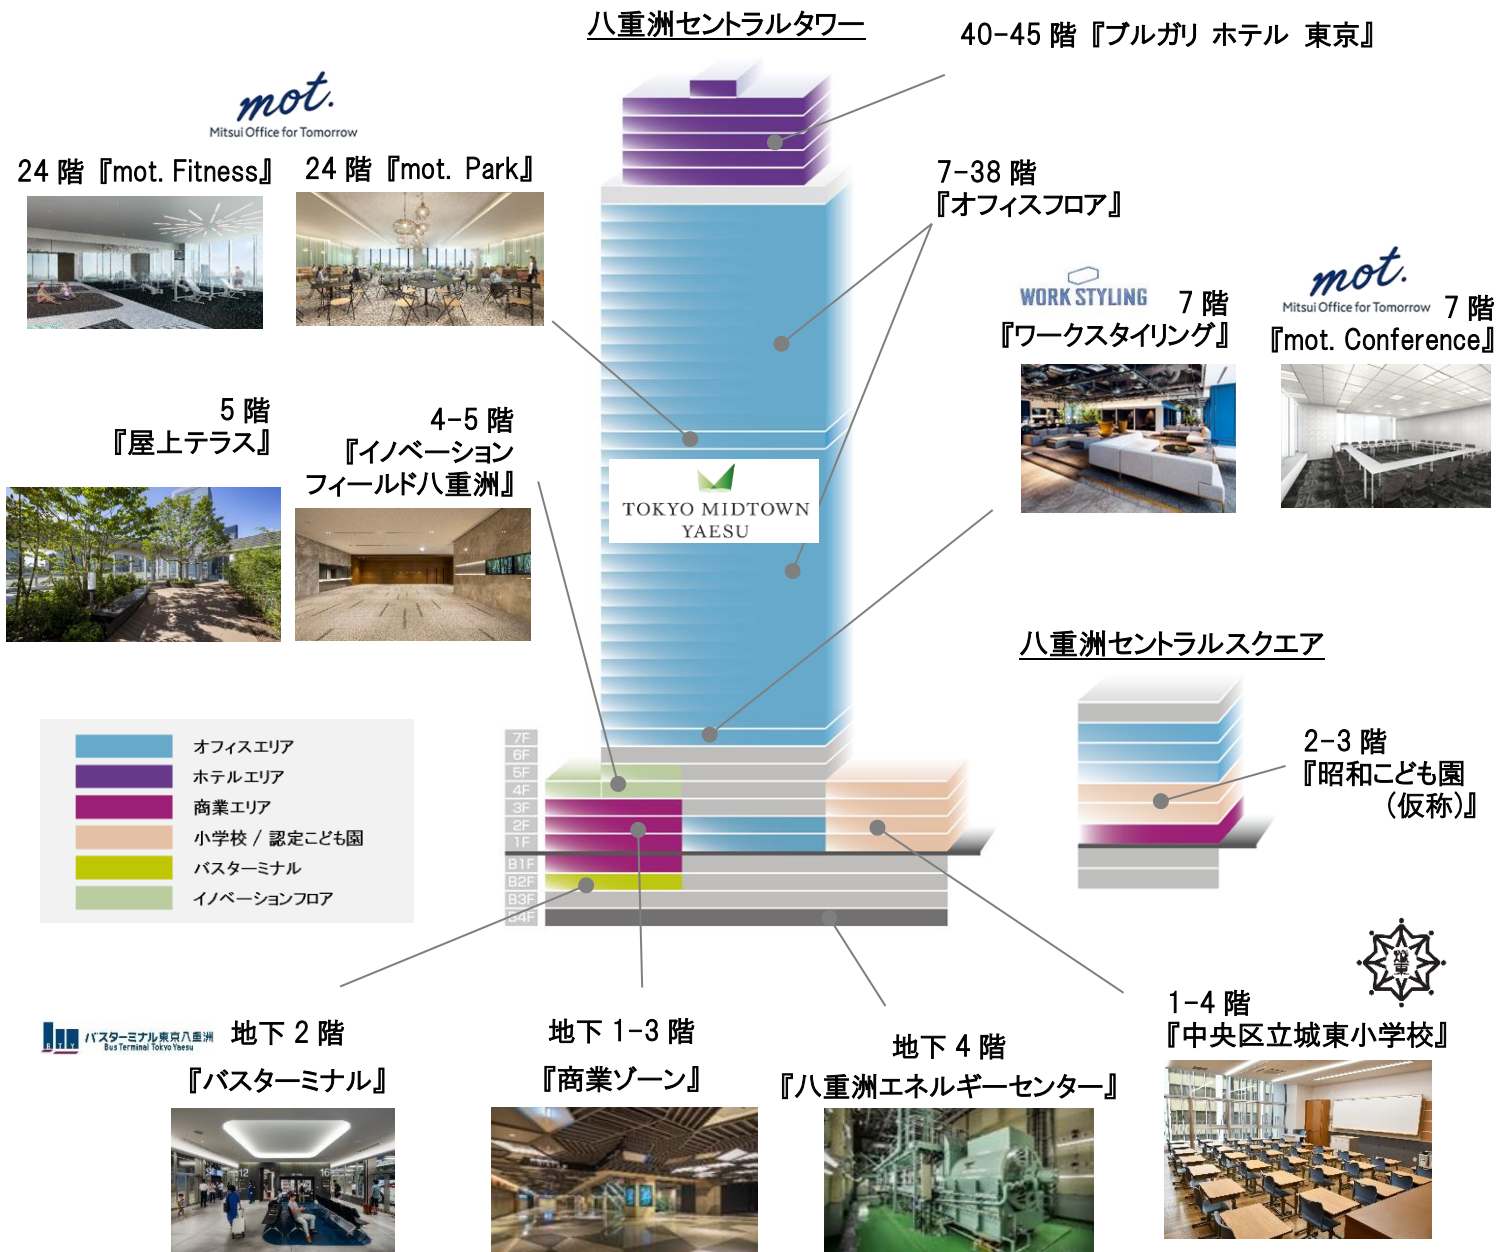 八重洲セントラルタワー
40-45 階 『ブルガリ ホテル 東京』
mot.
Mitsui Office for Tomorrow
24 階 『mot. Fitness』
24 階 『mot. Park』
7-38 階
『オフィスフロア』
WORK STYLING
7 階
『ワークスタイリング』
mot.
Mitsui Office for Tomorrow
7 階
『mot. Conference』
5 階
『屋上テラス』
4-5 階
『イノベーション
フィールド八重洲』
TOKYO MIDTOWN
YAESU
八重洲セントラルスクエア
2-3 階
『昭和こども園
(仮称)』
オフィスエリア
ホテルエリア
商業エリア
小学校 / 認定こども園
バスターミナル
イノベーションフロア
7F
6F
5F
4F
3F
2F
1F
B1F
B2F
B3F
B4F
BTY
バスターミナル東京八重洲
Bus Terminal Tokyo Yaesu
地下 2 階
『バスターミナル』
地下 1-3 階
『商業ゾーン』
地下 4 階
『八重洲エネルギーセンター』
1-4 階
『中央区立城東小学校』
城東
12
16